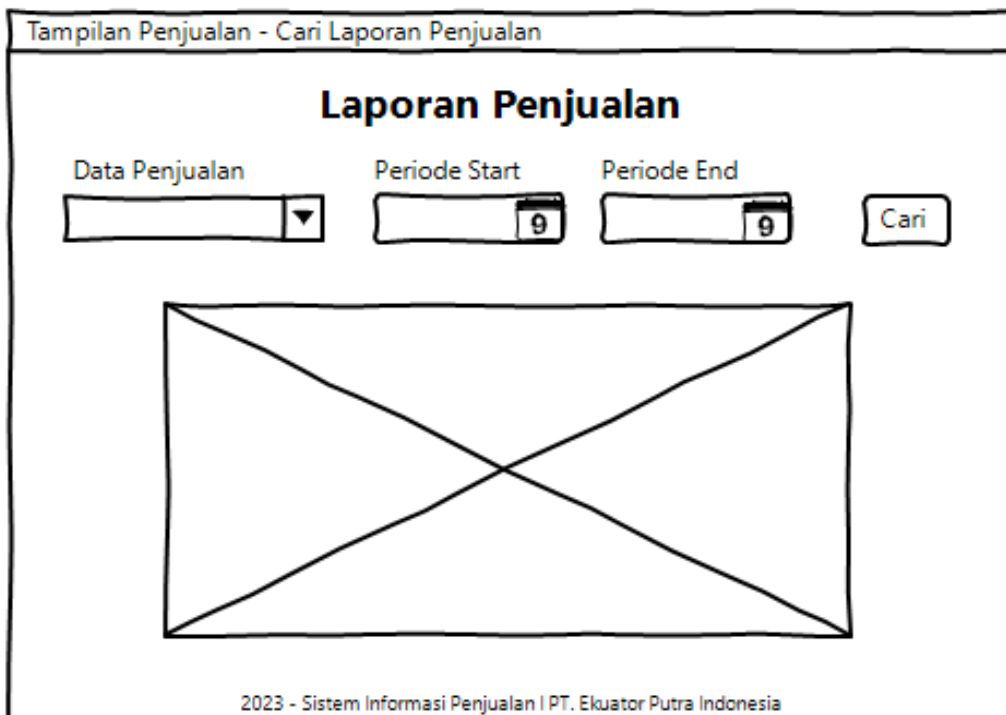 Tampilan Penjualan - Cari Laporan Penjualan
Laporan Penjualan
Data Penjualan Periode Start Periode End
9 9 Cari
2023 - Sistem Informasi Penjualan | PT. Ekuator Putra Indonesia